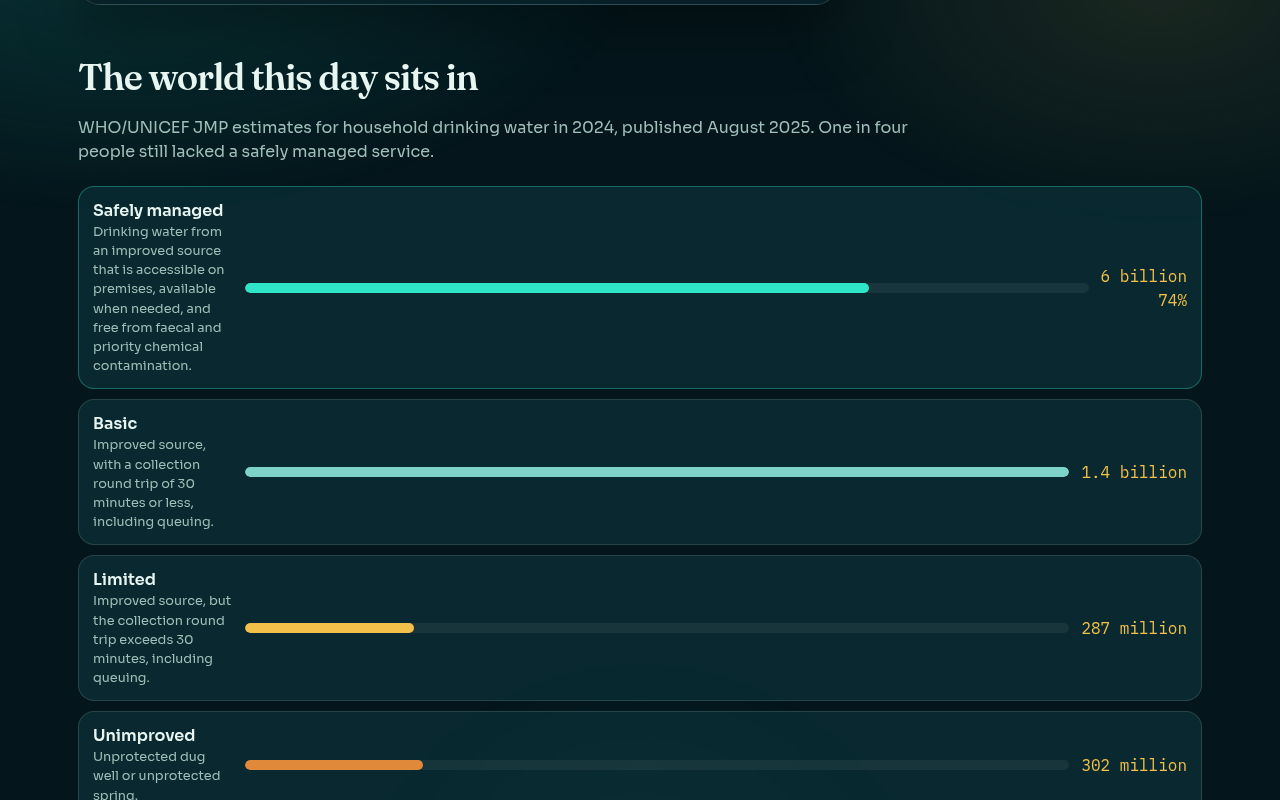 The world this day sits in
WHO/UNICEF JMP estimates for household drinking water in 2024, published August 2025. One in four
people still lacked a safely managed service.
Safely managed
Drinking water from
an improved source
that is accessible on
premises, available
when needed, and
free from faecal and
priority chemical
contamination.
6 billion
74%
Basic
Improved source,
with a collection
round trip of 30
minutes or less,
including queuing.
1.4 billion
Limited
Improved source, but
the collection round
trip exceeds 30
minutes, including
queuing.
287 million
Unimproved
Unprotected dug
well or unprotected
spring.
302 million